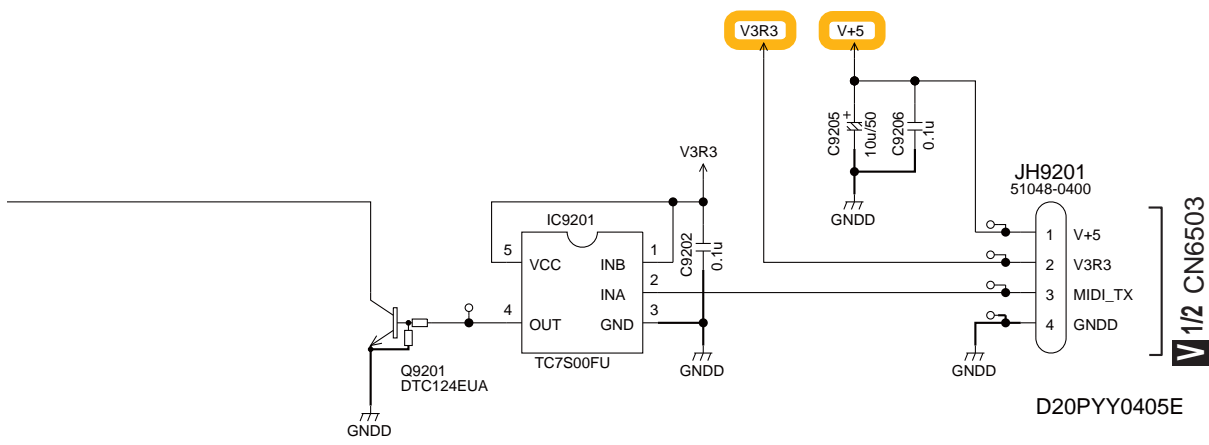 V3R3
V+5
C9205
+
10u/50
C9206
0.1u
V3R3
GNDD
JH9201
51048-0400
IC9201
C9202
0.1u
5
VCC
INB
1
INA
2
4
OUT
GND
3
TC7S00FU
1
V+5
2
V3R3
3
MIDI_TX
4
GNDD
V 1/2 CN6503
Q9201
DTC124EUA
GNDD
GNDD
GNDD
D20PYY0405E